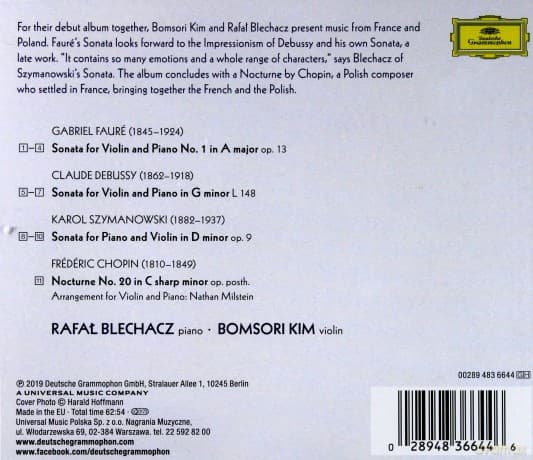 For their debut album together, Bomsori Kim and Rafał Blechacz present music from France and
Poland. Fauré's Sonata looks forward to the Impressionism of Debussy and his own Sonata, a
late work. "It contains so many emotions and a whole range of characters," says Blechacz of
Szymanowski's Sonata. The album concludes with a Nocturne by Chopin, a Polish composer
who settled in France, bringing together the French and the Polish.
Deutsche
Grammophon
GABRIEL FAURÉ (1845–1924)
1–4 Sonata for Violin and Piano No. 1 in A major op. 13
CLAUDE DEBUSSY (1862–1918)
5–7 Sonata for Violin and Piano in G minor L 148
KAROL SZYMANOWSKI (1882–1937)
8–10 Sonata for Piano and Violin in D minor op. 9
FRÉDÉRIC CHOPIN (1810–1849)
11 Nocturne No. 20 in C sharp minor op. posth.
Arrangement for Violin and Piano: Nathan Milstein
RAFAŁ BLECHACZ piano · BOMSORI KIM violin
00289 483 6644 GH
℗ 2019 Deutsche Grammophon GmbH, Stralauer Allee 1, 10245 Berlin
A UNIVERSAL MUSIC COMPANY
Cover Photo © Harald Hoffmann
Made in the EU · Total time 62:54 ·
Universal Music Polska Sp. z o.o. Nagrania Muzyczne,
ul. Włodarzewska 69, 02-384 Warszawa. tel. 22 592 82 00
www.deutschegrammophon.com
www.facebook.com/deutschegrammophon
0 28948 36644 6